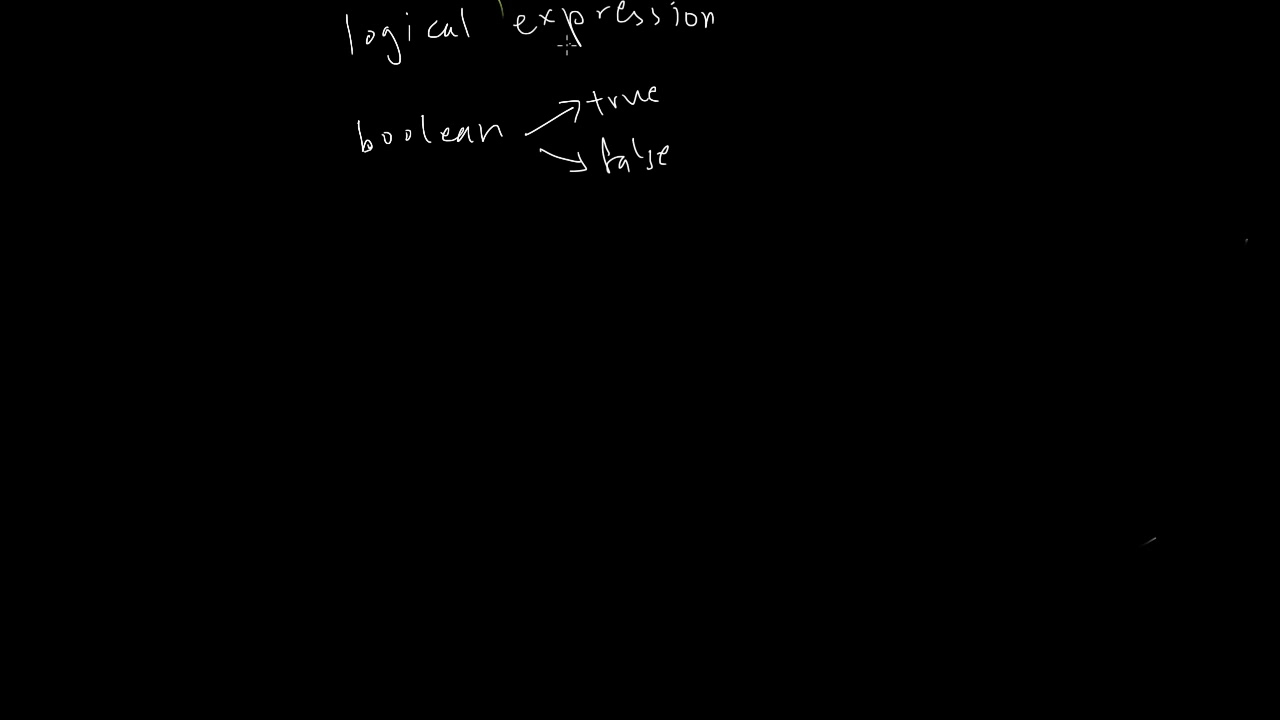 logical expression
boolean → true
→ false